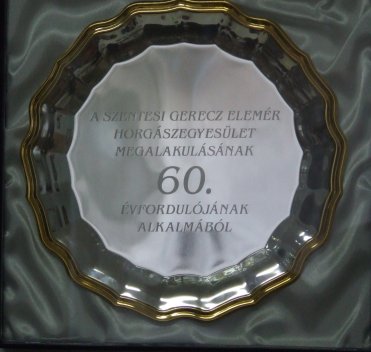 A SZENTESI GERECZ ELEMÉR
HORGÁSZEGYESÜLET
MEGALAKULÁSÁNAK
60.
ÉVFORDULÓJÁNAK
ALKALMÁBÓL